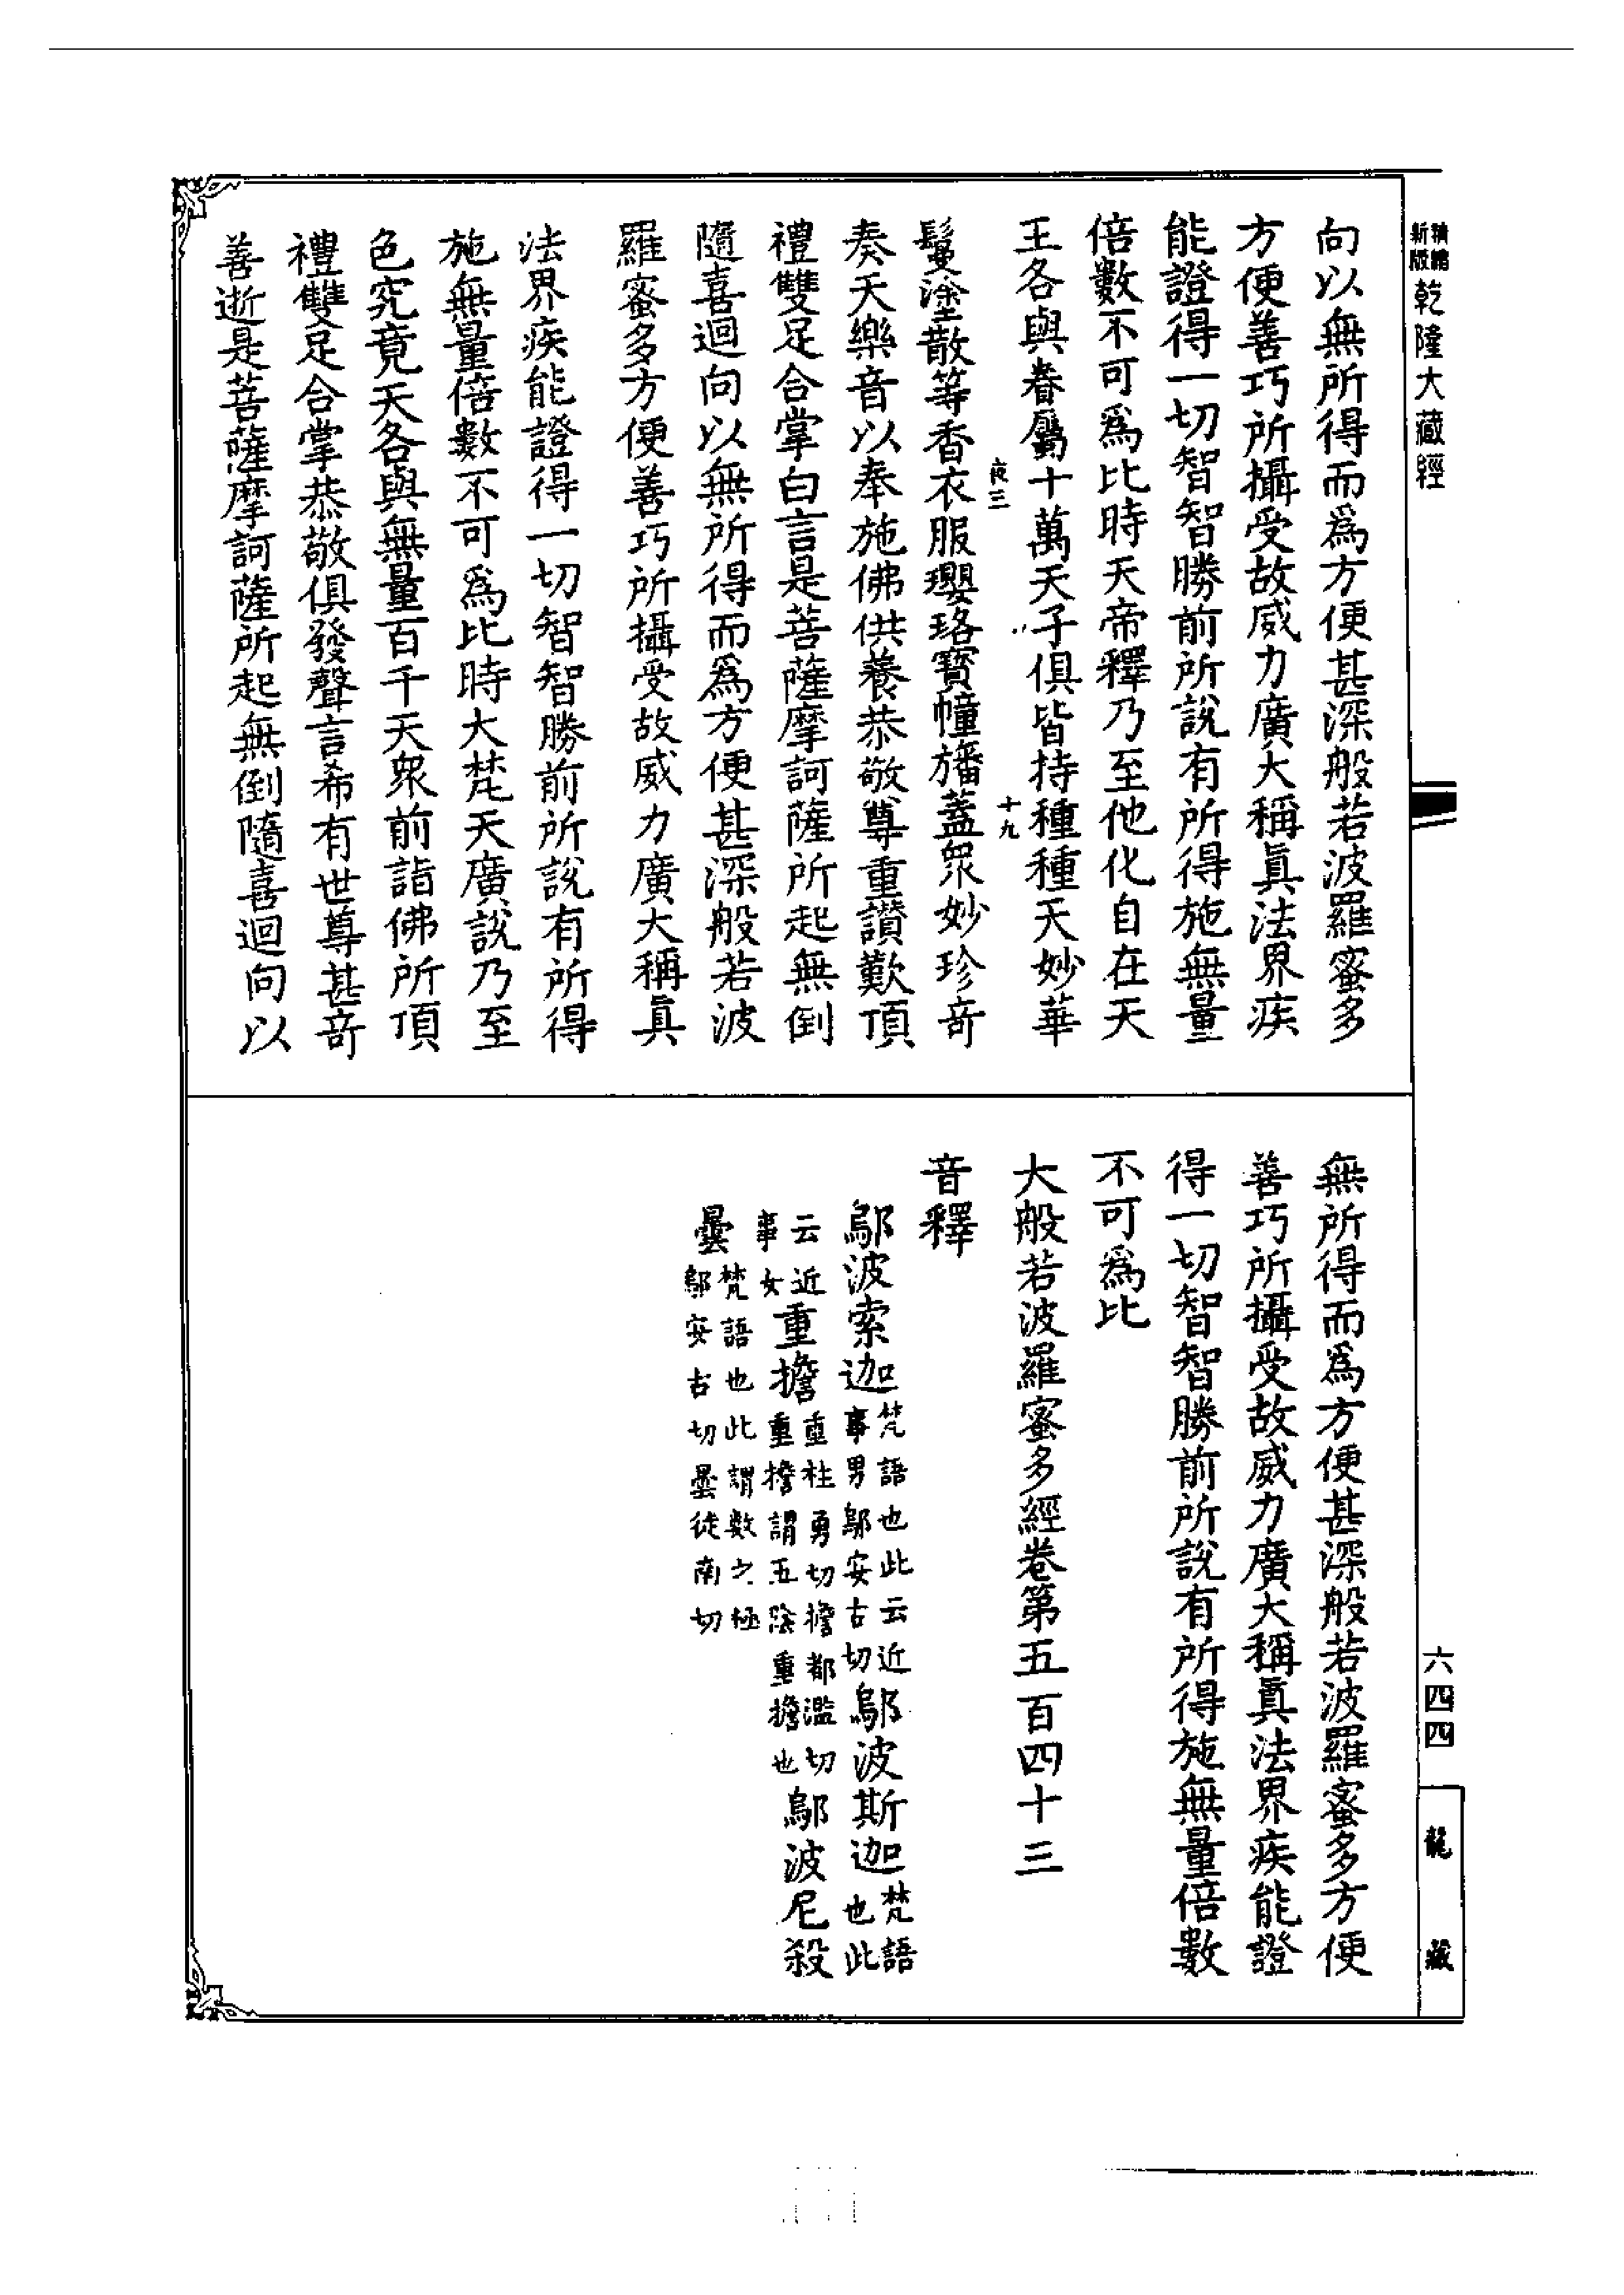 精縮新版乾隆大藏經
向以無所得而爲方便甚深般若波羅蜜多
方便善巧所攝受故威力廣大稱眞法界疾
能證得一切智智勝前所說有所得施無量
倍數不可爲比時天帝釋乃至他化自在天
王各與眷屬十萬天子俱皆持種種天妙華
夜三
十九
鬘塗散等香衣服瓔珞寶幢旛蓋眾妙珍奇
奏天樂音以奉施佛供養恭敬尊重讚歎頂
禮雙足合掌白言是菩薩摩訶薩所起無倒
隨喜迴向以無所得而爲方便甚深般若波
羅蜜多方便善巧所攝受故威力廣大稱眞
法界疾能證得一切智智勝前所說有所得
施無量倍數不可爲比時大梵天廣說乃至
色究竟天各與無量百千天眾前詣佛所頂
禮雙足合掌恭敬俱發聲言希有世尊甚奇
善逝是菩薩摩訶薩所起無倒隨喜迴向以
無所得而爲方便甚深般若波羅蜜多方便
善巧所攝受故威力廣大稱眞法界疾能證
得一切智智勝前所說有所得施無量倍數
不可爲比
大般若波羅蜜多經卷第五百四十三
音釋
鄔波索迦梵語也此云近事男鄔安古切鄔波斯迦梵語也此
云近事女重擔重柱勇切擔都濫切重擔謂五陰重擔也鄔波尼殺
曇梵語也此謂數之極鄔安古切曇徒南切
六四四
龍藏